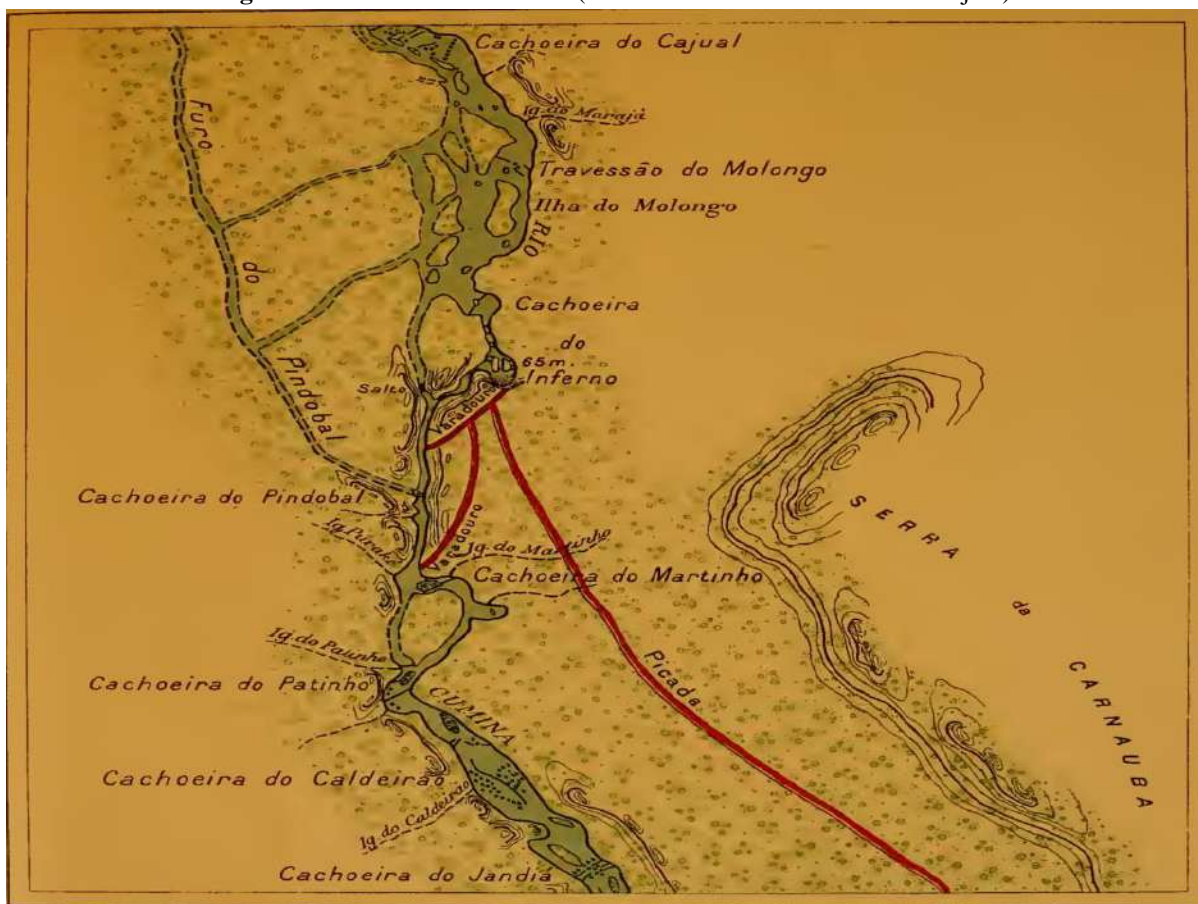 Cachoeira do Cajual
Ig. do Marajá
Furo do Pindobal
Travessão do Molongo
Ilha do Molongo
RIO
Cachoeira do Inferno
65m.
Salto
Varadouro
Cachoeira do Pindobal
Varadouro
Ig. do Martinho
Cachoeira do Martinho
SERRA da CARNAUBA
Picada
Ig. do
Cachoeira do Patinho
CUMINA
Cachoeira do Caldeirão
Ig. do Caldeirão
Cachoeira do Jandiá